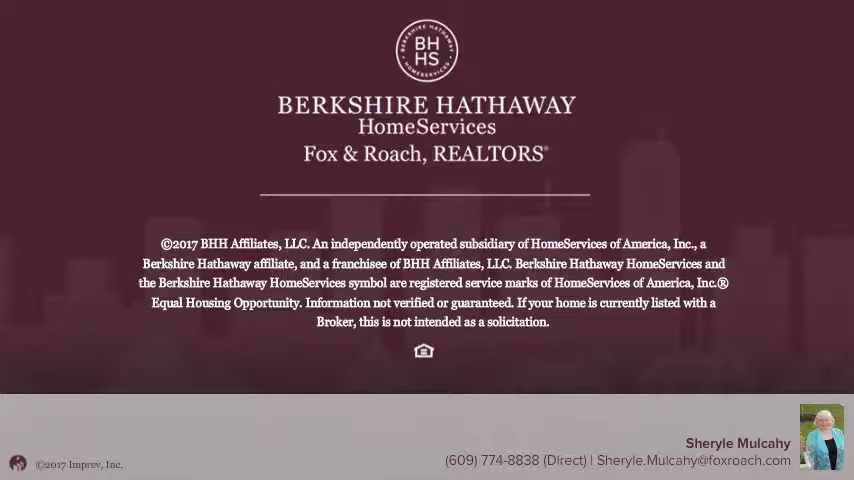 BERKSHIRE HATHAWAY
HOMESERVICES
BH
HS
BERKSHIRE HATHAWAY
HomeServices
Fox & Roach, REALTORS®
©2017 BHH Affiliates, LLC. An independently operated subsidiary of HomeServices of America, Inc., a
Berkshire Hathaway affiliate, and a franchisee of BHH Affiliates, LLC. Berkshire Hathaway HomeServices and
the Berkshire Hathaway HomeServices symbol are registered service marks of HomeServices of America, Inc.®
Equal Housing Opportunity. Information not verified or guaranteed. If your home is currently listed with a
Broker, this is not intended as a solicitation.
Sheryle Mulcahy
(609) 774-8838 (Direct) | Sheryle.Mulcahy@foxroach.com
©2017 Imprev, Inc.